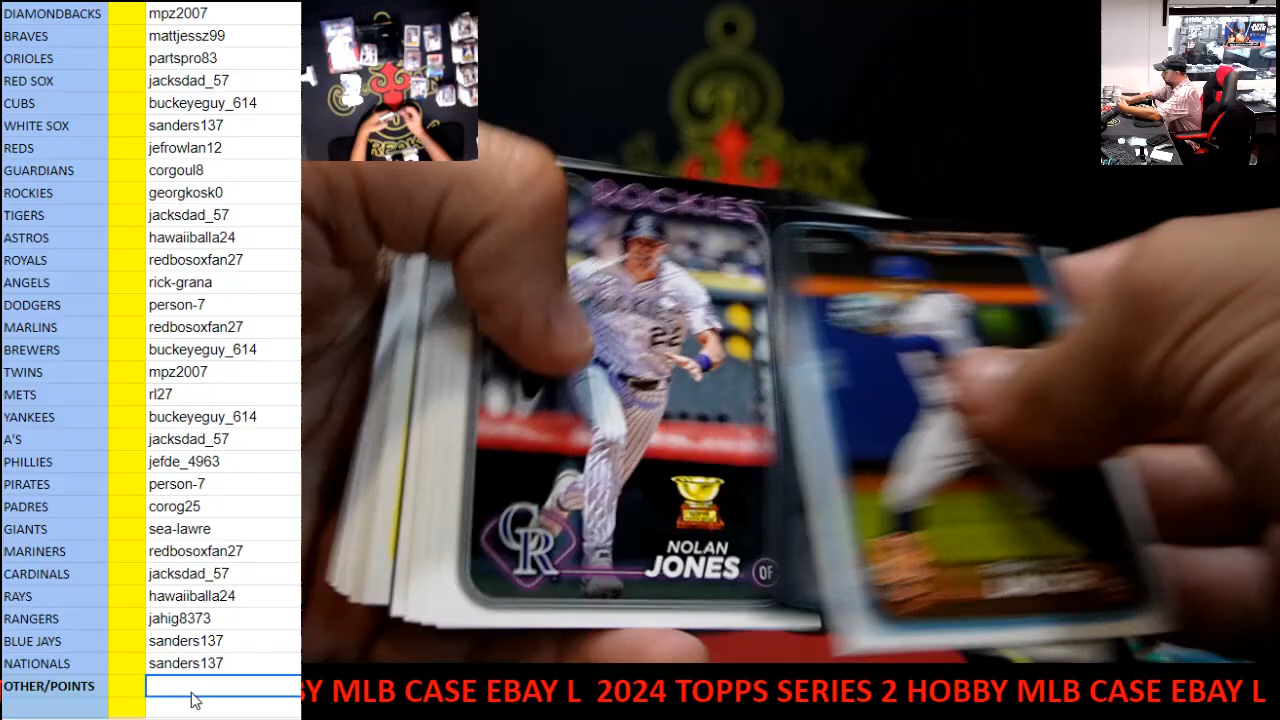 DIAMONDBACKS mpz2007
BRAVES mattjessz99
ORIOLES partspro83
RED SOX jacksdad_57
CUBS buckeyeguy_614
WHITE SOX sanders137
REDS jefrowlan12
GUARDIANS corgoul8
ROCKIES georgkosk0
TIGERS jacksdad_57
ASTROS hawaiiballa24
ROYALS redbosoxfan27
ANGELS rick-grana
DODGERS person-7
MARLINS redbosoxfan27
BREWERS buckeyeguy_614
TWINS mpz2007
METS rl27
YANKEES buckeyeguy_614
A'S jacksdad_57
PHILLIES jefde_4963
PIRATES person-7
PADRES corog25
GIANTS sea-lawre
MARINERS redbosoxfan27
CARDINALS jacksdad_57
RAYS hawaiiballa24
RANGERS jahig8373
BLUE JAYS sanders137
NATIONALS sanders137
OTHER/POINTS
ROCKIES
22
CR
NOLAN
JONES OF
BY MLB CASE EBAY L 2024 TOPPS SERIES 2 HOBBY MLB CASE EBAY L